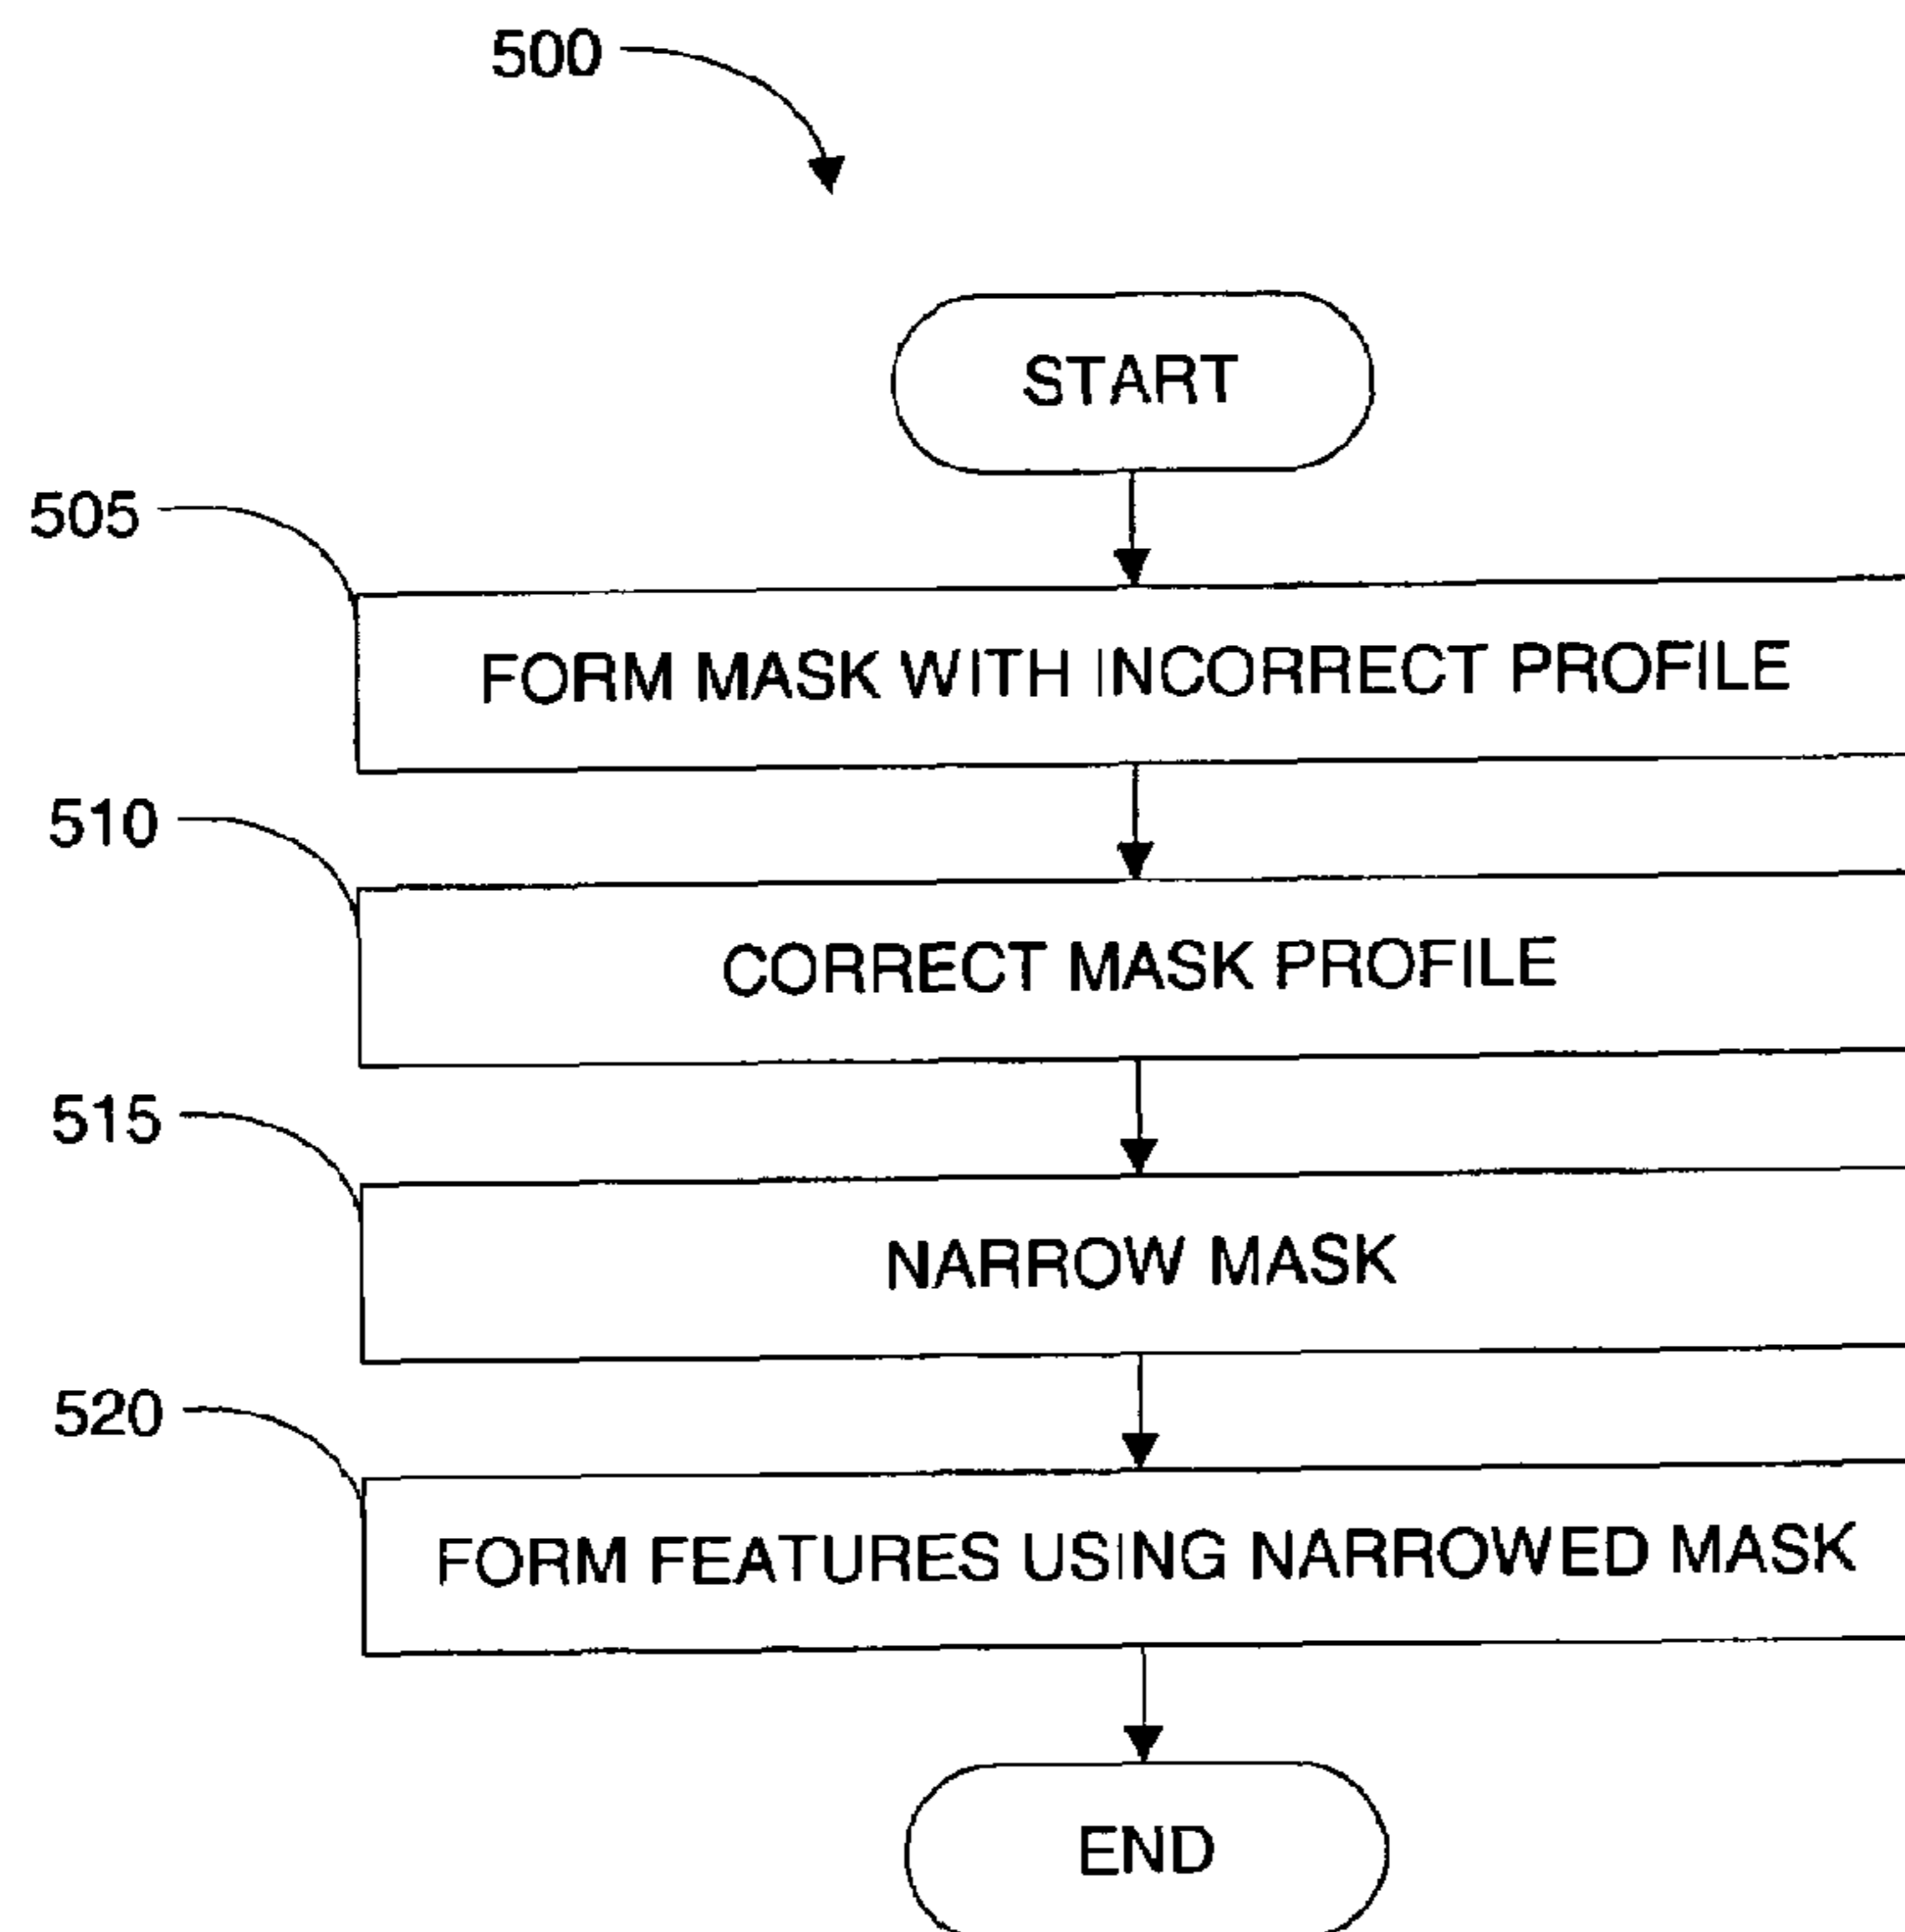 500
START
505
FORM MASK WITH INCORRECT PROFILE
510
CORRECT MASK PROFILE
515
NARROW MASK
520
FORM FEATURES USING NARROWED MASK
END